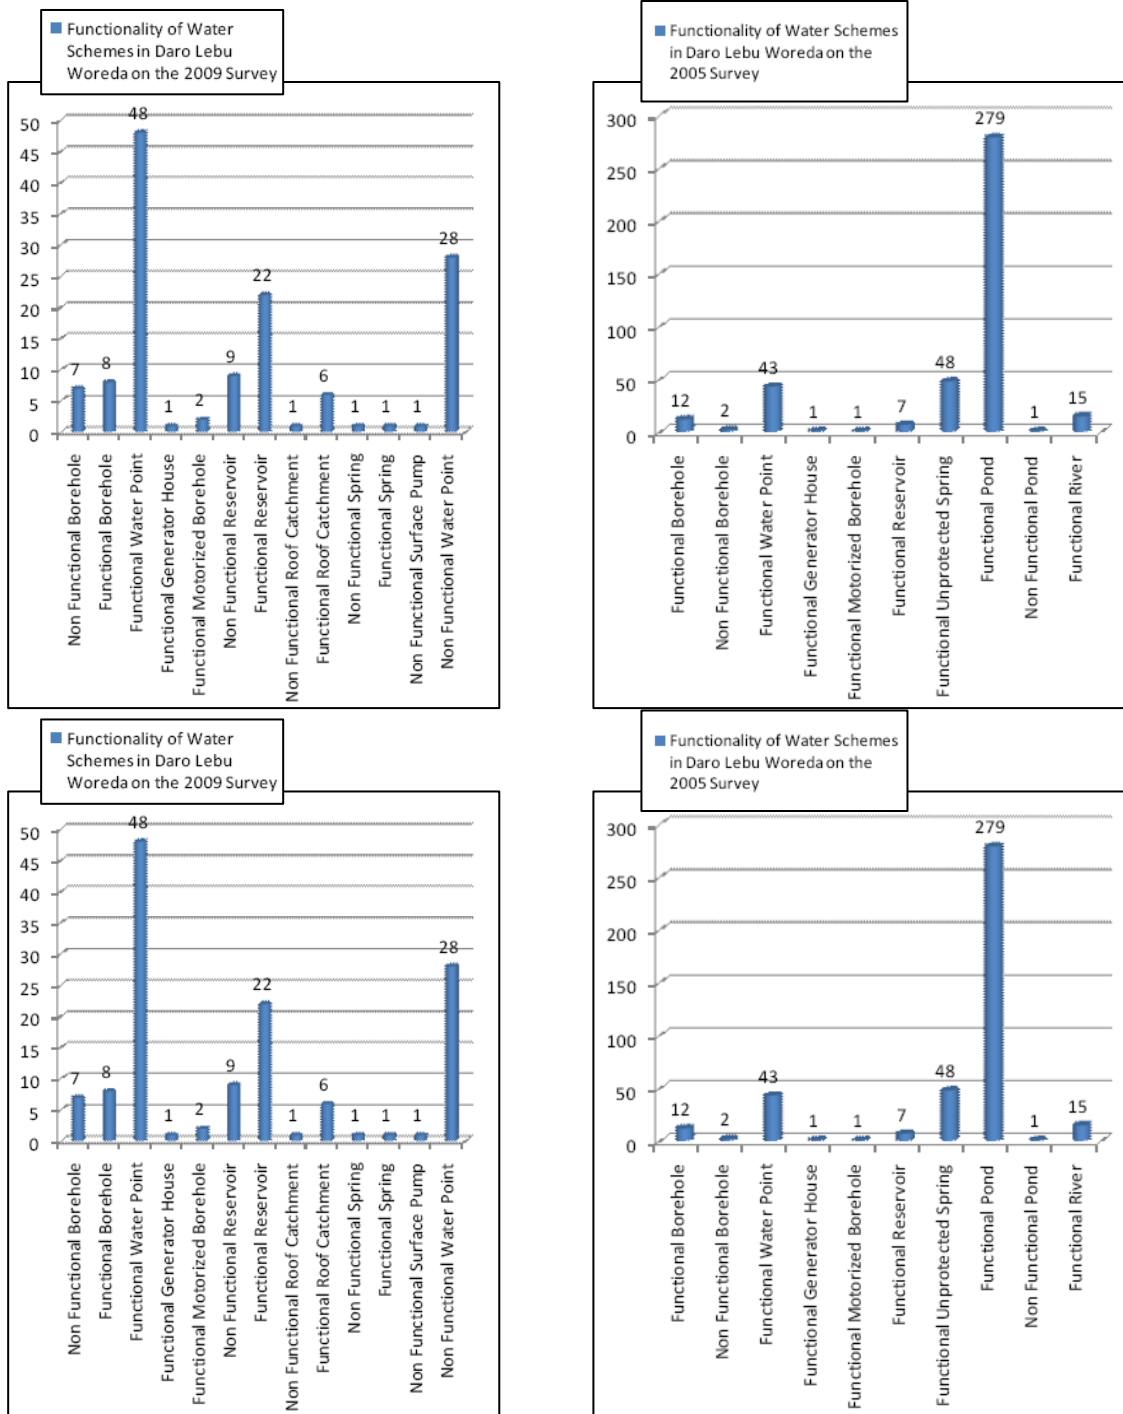 Functionality of Water
Schemes in Daro Lebu
Woreda on the 2009 Survey
50
45
40
35
30
25
20
15
10
5
0
7
8
48
1
2
9
22
1
6
1
1
1
28
Non Functional Borehole
Functional Borehole
Functional Water Point
Functional Generator House
Functional Motorized Borehole
Non Functional Reservoir
Functional Reservoir
Non Functional Roof Catchment
Functional Roof Catchment
Non Functional Spring
Functional Spring
Non Functional Surface Pump
Non Functional Water Point
Functionality of Water Schemes
in Daro Lebu Woreda on the
2005 Survey
300
250
200
150
100
50
0
12
2
43
1
1
7
48
279
1
15
Functional Borehole
Non Functional Borehole
Functional Water Point
Functional Generator House
Functional Motorized Borehole
Functional Reservoir
Functional Unprotected Spring
Functional Pond
Non Functional Pond
Functional River
Functionality of Water
Schemes in Daro Lebu
Woreda on the 2009 Survey
50
45
40
35
30
25
20
15
10
5
0
7
8
48
1
2
9
22
1
6
1
1
1
28
Non Functional Borehole
Functional Borehole
Functional Water Point
Functional Generator House
Functional Motorized Borehole
Non Functional Reservoir
Functional Reservoir
Non Functional Roof Catchment
Functional Roof Catchment
Non Functional Spring
Functional Spring
Non Functional Surface Pump
Non Functional Water Point
Functionality of Water Schemes
in Daro Lebu Woreda on the
2005 Survey
300
250
200
150
100
50
0
12
2
43
1
1
7
48
279
1
15
Functional Borehole
Non Functional Borehole
Functional Water Point
Functional Generator House
Functional Motorized Borehole
Functional Reservoir
Functional Unprotected Spring
Functional Pond
Non Functional Pond
Functional River